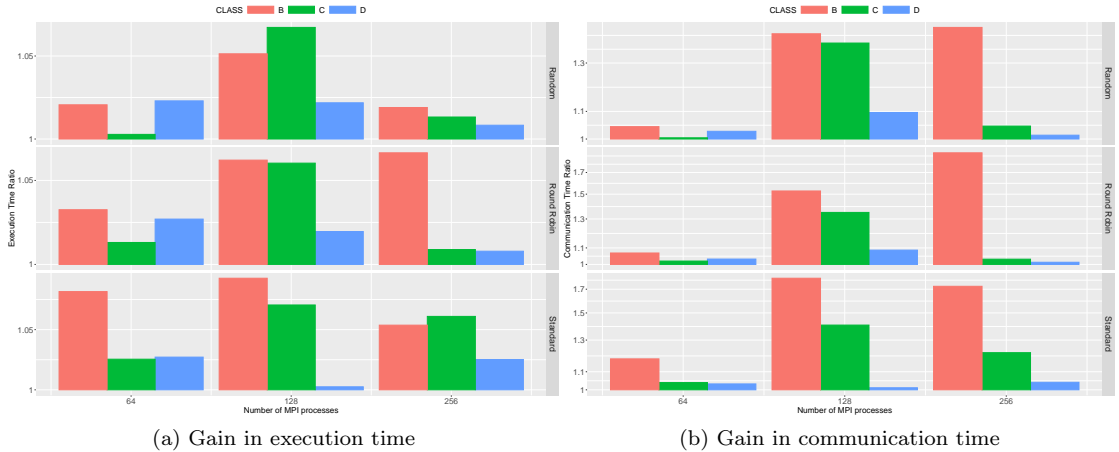 CLASS B C D
1.05
1
Random
1.05
1
Round Robin
1.05
1
Standard
Execution Time Ratio
64 128 256
Number of MPI processes
(a) Gain in execution time
CLASS B C D
1.3
1.1
1
Random
1.7
1.5
1.3
1.1
1
Round Robin
1.7
1.5
1.3
1.1
1
Standard
Communication Time Ratio
64 128 256
Number of MPI processes
(b) Gain in communication time